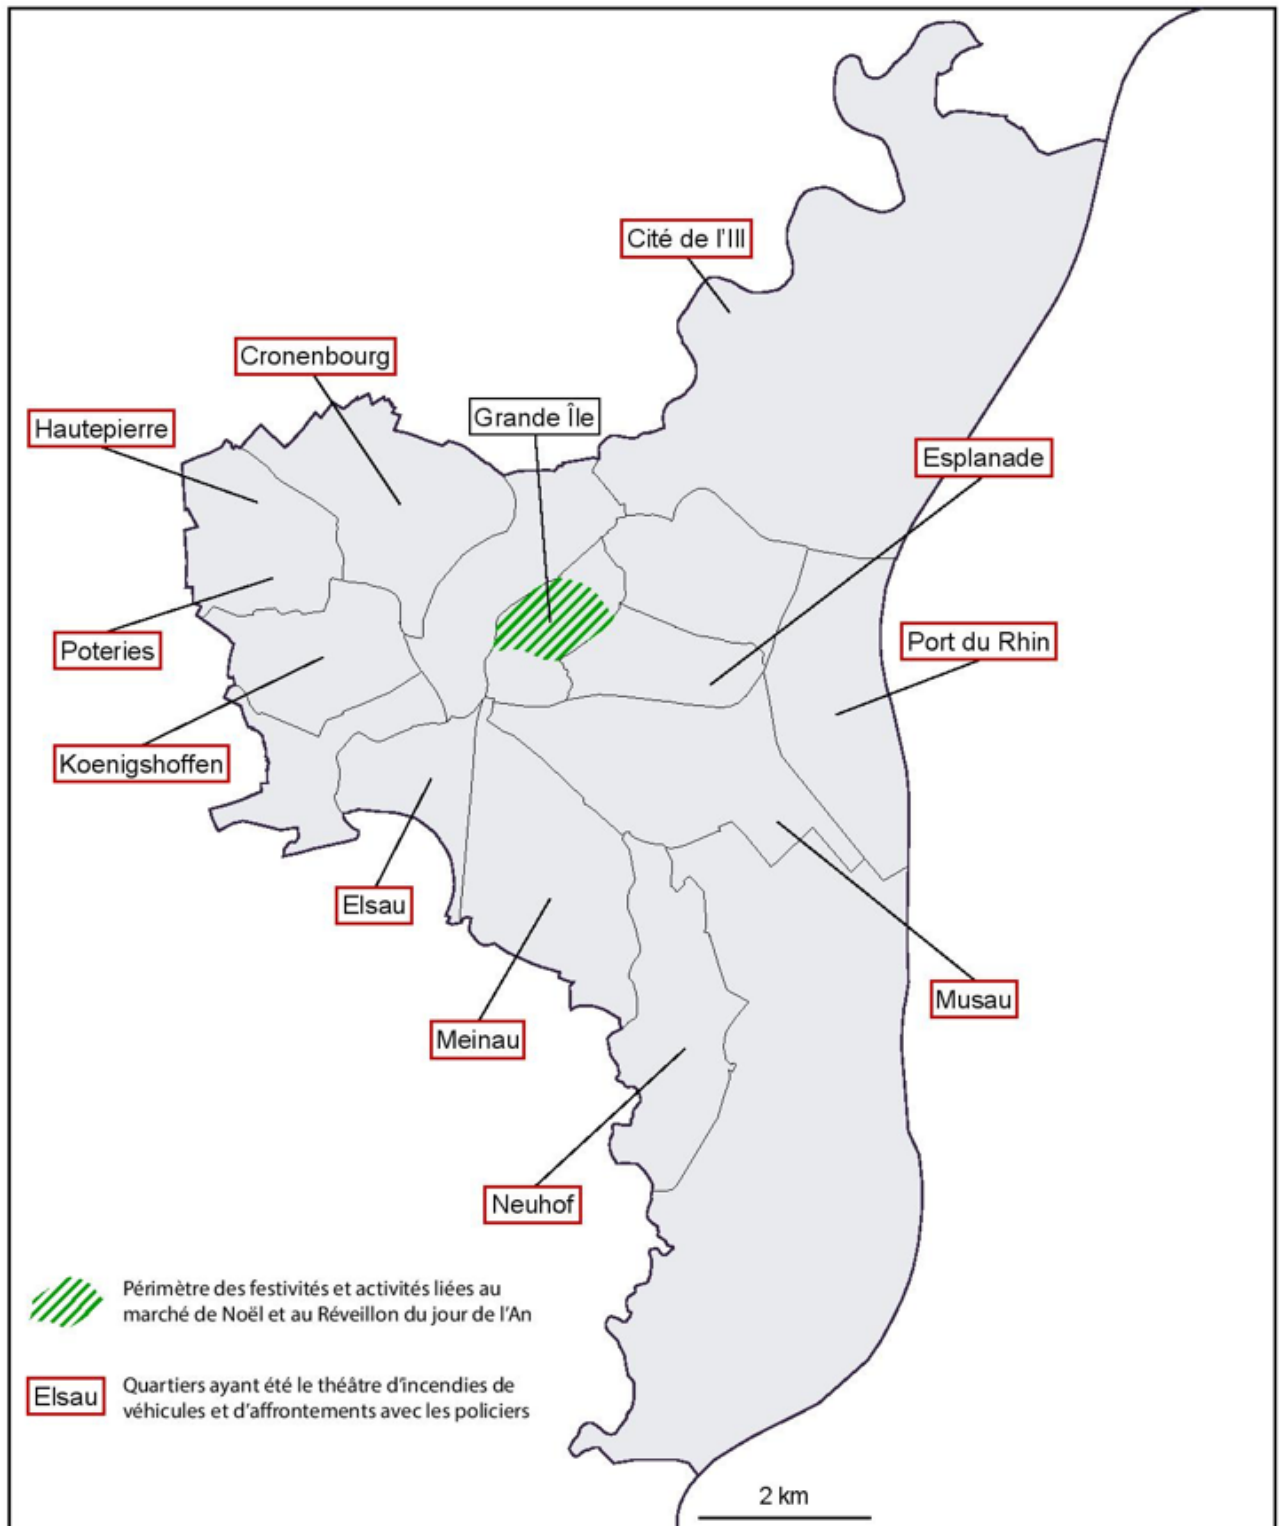 Cité de l'Ill
Cronenbourg
Grande Île
Hautepierre
Esplanade
Port du Rhin
Poteries
Koenigshoffen
Elsau
Musau
Meinau
Neuhof
Périmètre des festivités et activités liées au
marché de Noël et au Réveillon du jour de l'An
Elsau
Quartiers ayant été le théâtre d'incendies de
véhicules et d'affrontements avec les policiers
2 km